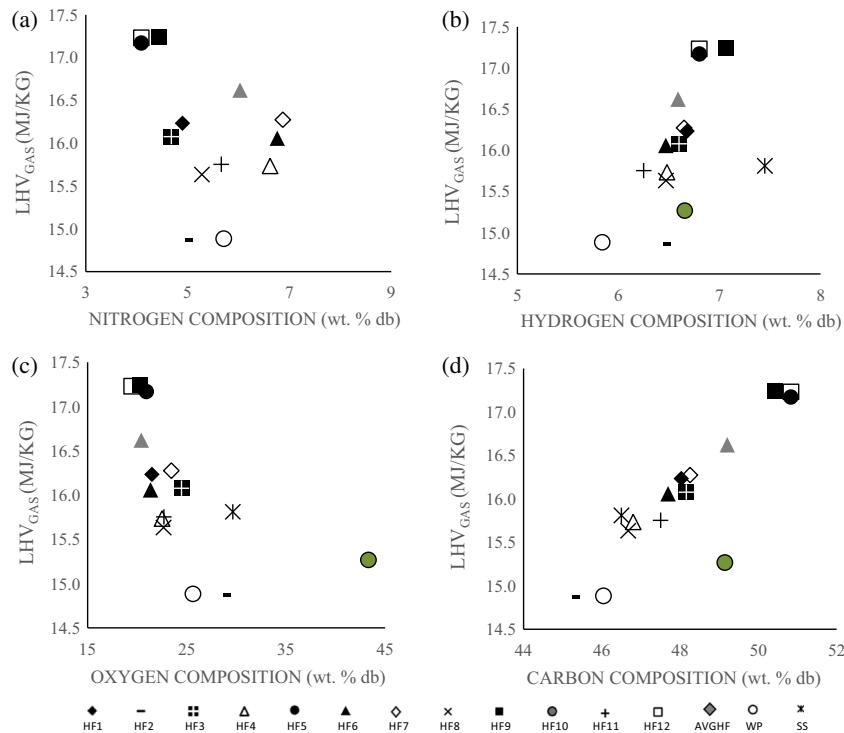 (a)
17.5
17.0
16.5
16.0
15.5
15.0
14.5
LHV_GAS (MJ/KG)
3 5 7 9
NITROGEN COMPOSITION (wt. % db)
(b)
17.5
17.0
16.5
16.0
15.5
15.0
14.5
LHV_GAS (MJ/KG)
5 6 7 8
HYDROGEN COMPOSITION (wt. % db)
(c)
17.5
17.0
16.5
16.0
15.5
15.0
14.5
LHV_GAS (MJ/KG)
15 25 35 45
OXYGEN COMPOSITION (wt. % db)
(d)
17.5
17.0
16.5
16.0
15.5
15.0
14.5
LHV_GAS (MJ/KG)
44 46 48 50 52
CARBON COMPOSITION (wt. % db)
HF1 HF2 HF3 HF4 HF5 HF6 HF7 HF8 HF9 HF10 HF11 HF12 AVGHF WP SS